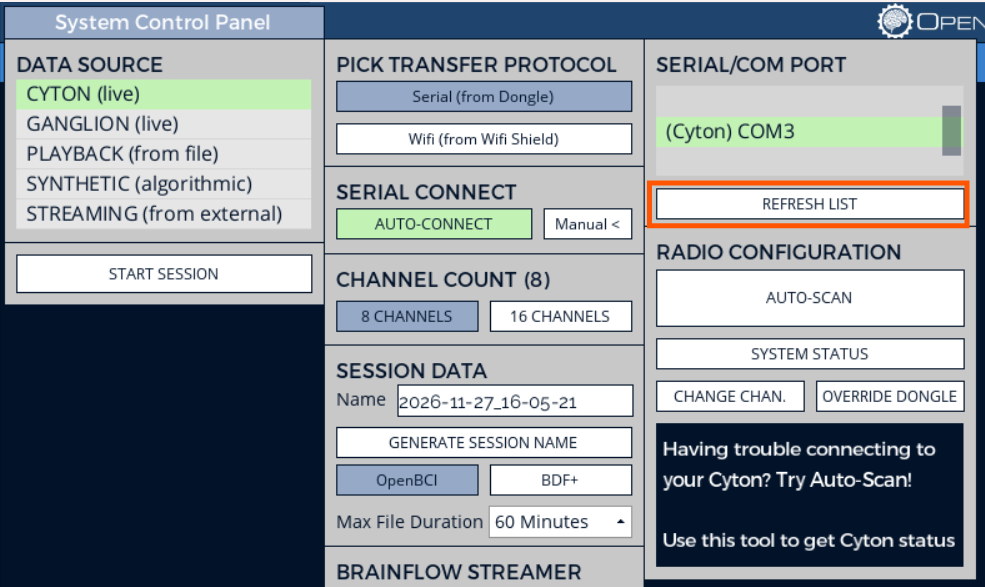 System Control Panel
OPEN
DATA SOURCE
CYTON (live)
GANGLION (live)
PLAYBACK (from file)
SYNTHETIC (algorithmic)
STREAMING (from external)
START SESSION
PICK TRANSFER PROTOCOL
Serial (from Dongle)
Wifi (from Wifi Shield)
SERIAL CONNECT
AUTO-CONNECT
Manual <
CHANNEL COUNT (8)
8 CHANNELS
16 CHANNELS
SESSION DATA
Name 2026-11-27_16-05-21
GENERATE SESSION NAME
OpenBCI
BDF+
Max File Duration 60 Minutes
BRAINFLOW STREAMER
SERIAL/COM PORT
(Cyton) COM3
REFRESH LIST
RADIO CONFIGURATION
AUTO-SCAN
SYSTEM STATUS
CHANGE CHAN.
OVERRIDE DONGLE
Having trouble connecting to
your Cyton? Try Auto-Scan!
Use this tool to get Cyton status